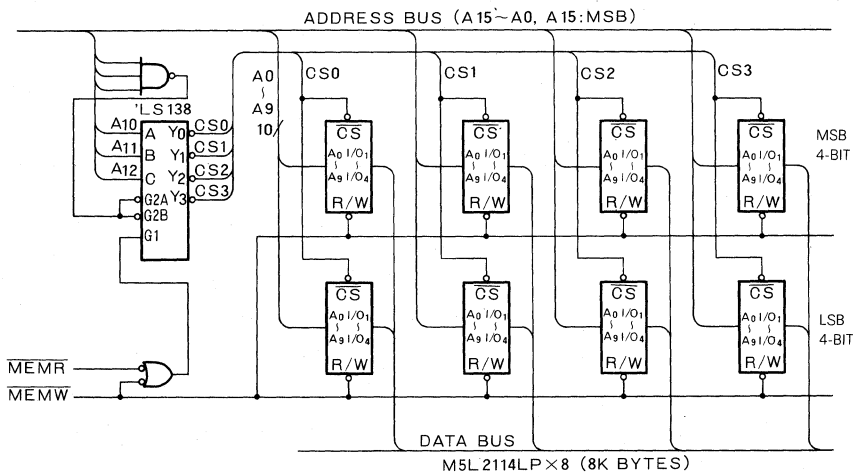 ADDRESS BUS (A15~A0, A15:MSB)
A0
~
A9
10
CS0
CS1
CS2
CS3
'LS138
A10 A Y0 CS0
A11 B Y1 CS1
A12 C Y2 CS2
Y3 CS3
G2A
G2B
G1
CS CS CS CS
A0 I/O1 A0 I/O1 A0 I/O1 A0 I/O1
~ ~ ~ ~ ~ ~ ~ ~
A9 I/O4 A9 I/O4 A9 I/O4 A9 I/O4
R/W R/W R/W R/W
MSB
4-BIT
CS CS CS CS
A0 I/O1 A0 I/O1 A0 I/O1 A0 I/O1
~ ~ ~ ~ ~ ~ ~ ~
A9 I/O4 A9 I/O4 A9 I/O4 A9 I/O4
R/W R/W R/W R/W
LSB
4-BIT
MEMR
MEMW
DATA BUS
M5L2114LP×8 (8K BYTES)